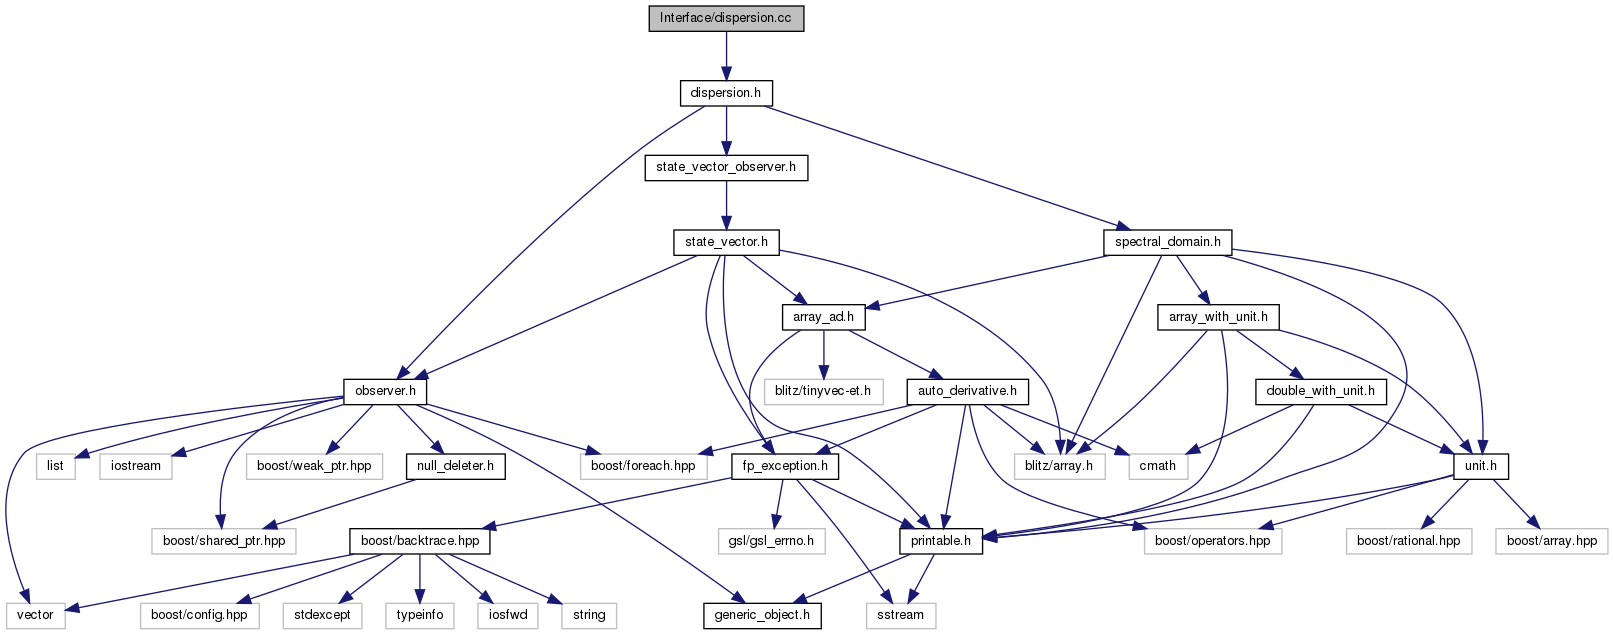 Interface/dispersion.cc
dispersion.h
state_vector_observer.h
state_vector.h
spectral_domain.h
array_ad.h
array_with_unit.h
observer.h
blitz/tinyvec-et.h
auto_derivative.h
double_with_unit.h
list
iostream
boost/weak_ptr.hpp
null_deleter.h
boost/foreach.hpp
fp_exception.h
blitz/array.h
cmath
unit.h
boost/shared_ptr.hpp
boost/backtrace.hpp
gsl/gsl_errno.h
printable.h
boost/operators.hpp
boost/rational.hpp
boost/array.hpp
vector
boost/config.hpp
stdexcept
typeinfo
iosfwd
string
generic_object.h
sstream